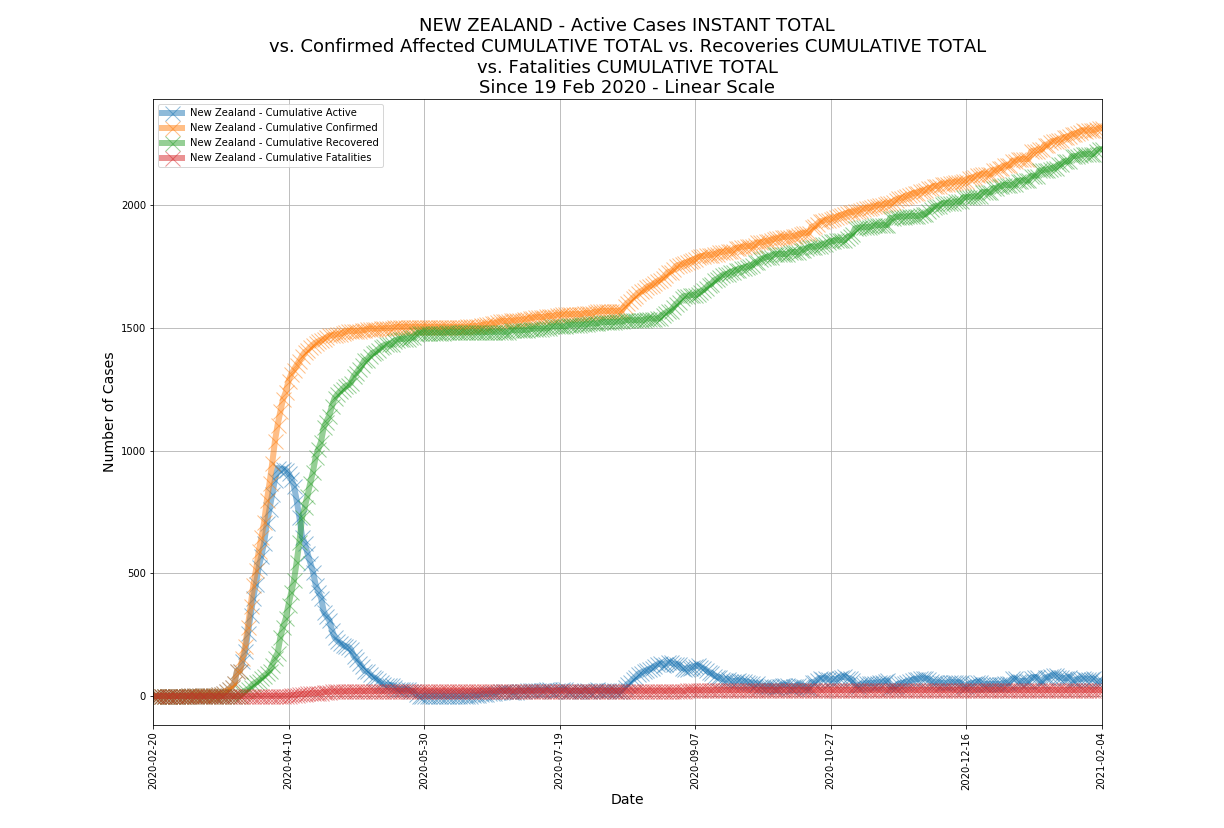 NEW ZEALAND - Active Cases INSTANT TOTAL
vs. Confirmed Affected CUMULATIVE TOTAL vs. Recoveries CUMULATIVE TOTAL
vs. Fatalities CUMULATIVE TOTAL
Since 19 Feb 2020 - Linear Scale
New Zealand - Cumulative Active
New Zealand - Cumulative Confirmed
New Zealand - Cumulative Recovered
New Zealand - Cumulative Fatalities
Number of Cases
2000
1500
1000
500
0
2020-02-20
2020-04-10
2020-05-30
2020-07-19
2020-09-07
2020-10-27
2020-12-16
2021-02-04
Date